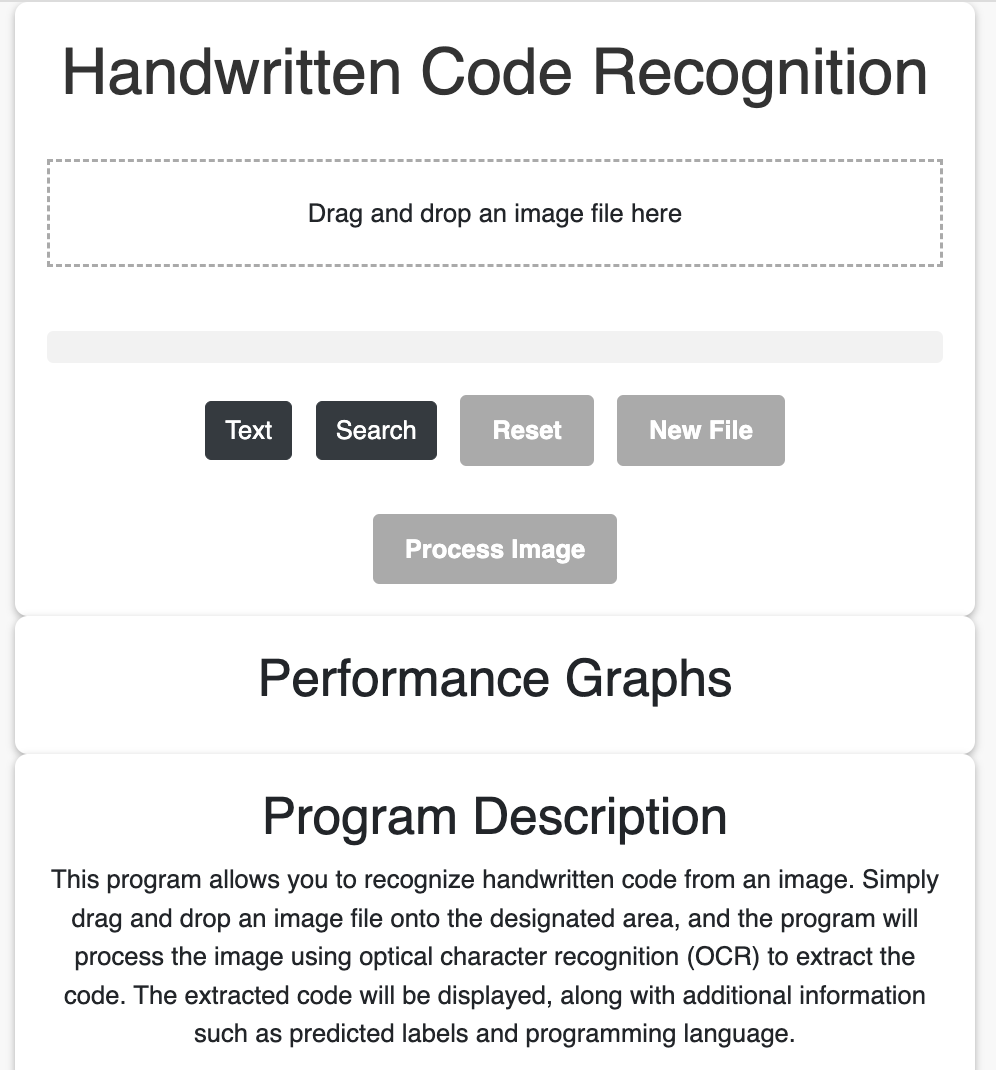 Handwritten Code Recognition
Drag and drop an image file here
Text Search Reset New File
Process Image
Performance Graphs
Program Description
This program allows you to recognize handwritten code from an image. Simply
drag and drop an image file onto the designated area, and the program will
process the image using optical character recognition (OCR) to extract the
code. The extracted code will be displayed, along with additional information
such as predicted labels and programming language.